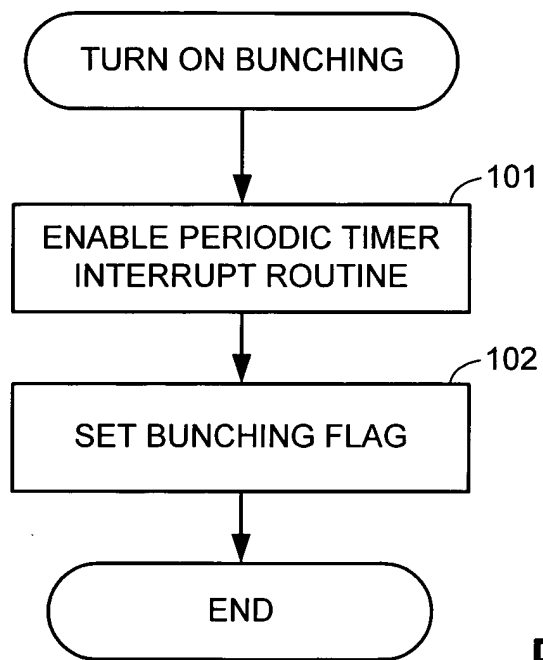 TURN ON BUNCHING
101
ENABLE PERIODIC TIMER
INTERRUPT ROUTINE
102
SET BUNCHING FLAG
END